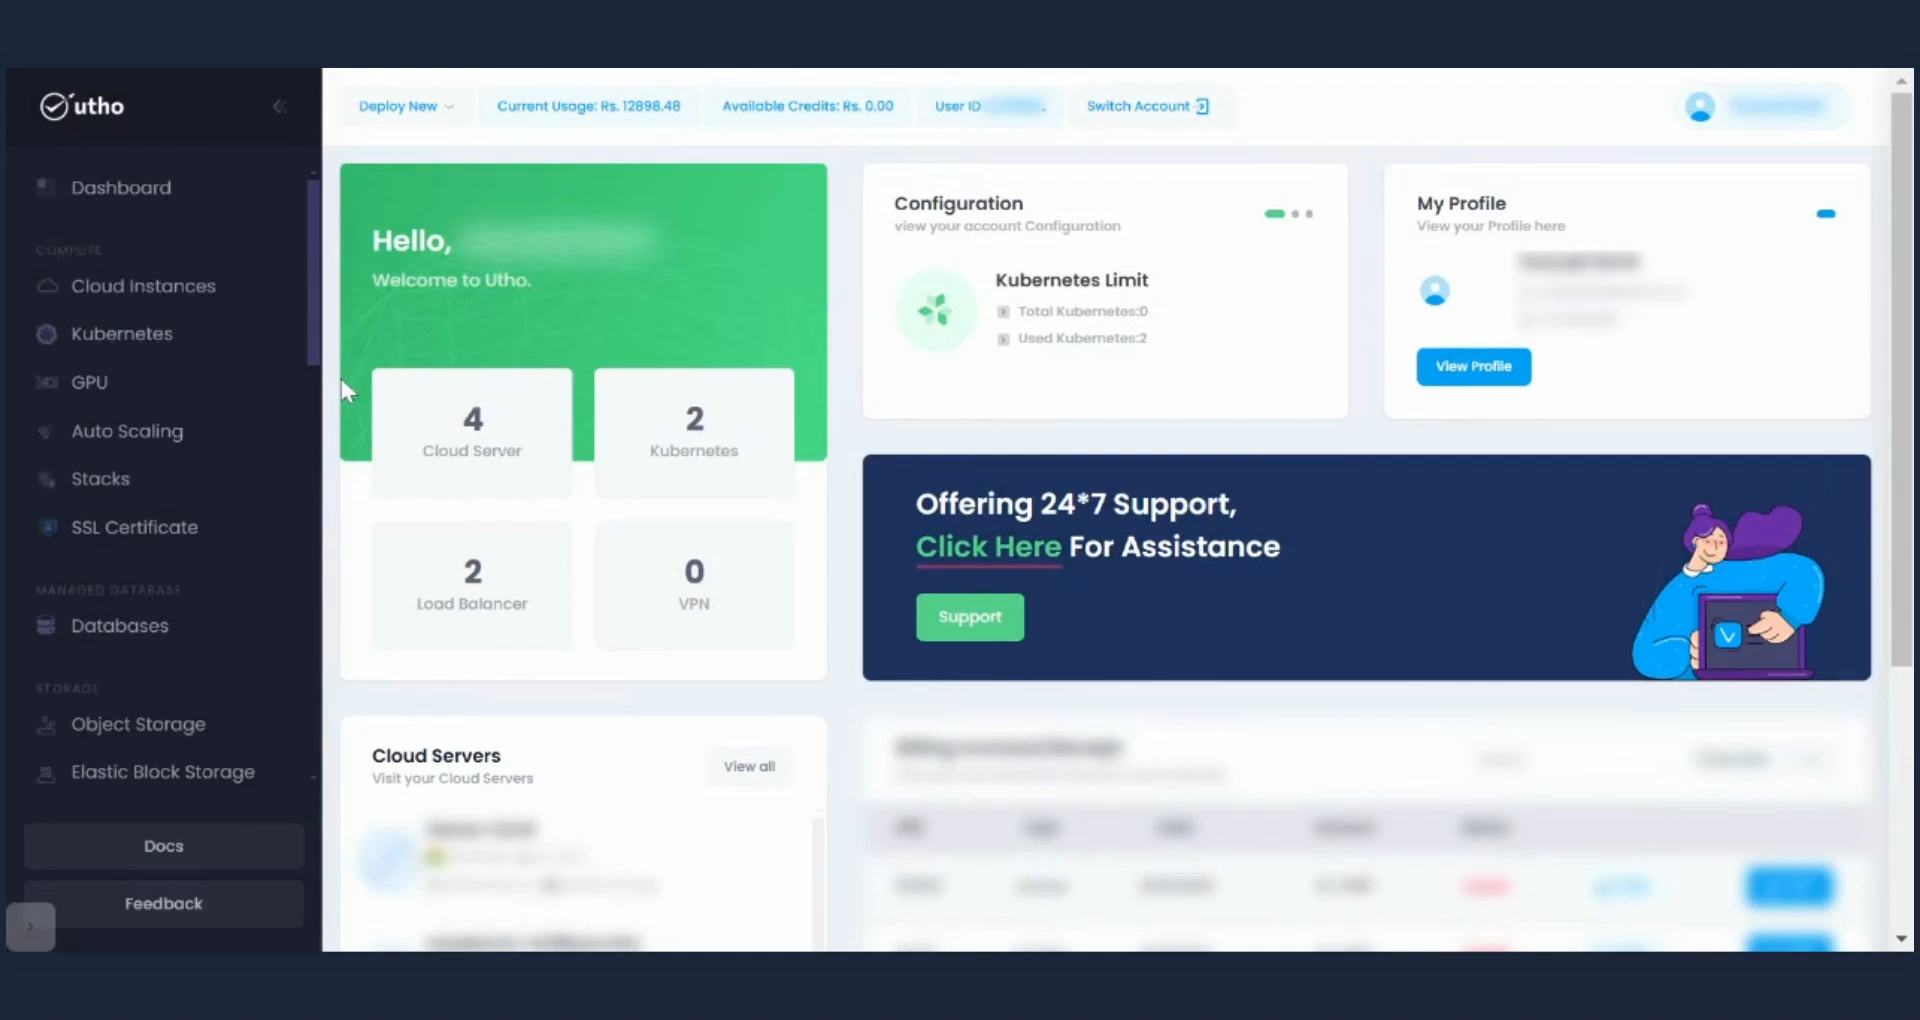 utho
Deploy New
Current Usage: Rs. 12898.48
Available Credits: Rs. 0.00
User ID
Switch Account
Dashboard
COMPUTE
Cloud Instances
Kubernetes
GPU
Auto Scaling
Stacks
SSL Certificate
MANAGED DATABASE
Databases
STORAGE
Object Storage
Elastic Block Storage
Docs
Feedback
Hello,
Welcome to Utho.
4
Cloud Server
2
Kubernetes
2
Load Balancer
0
VPN
Configuration
view your account Configuration
Kubernetes Limit
Total Kubernetes:0
Used Kubernetes:2
My Profile
View your Profile here
View Profile
Offering 24*7 Support,
Click Here For Assistance
Support
Cloud Servers
Visit your Cloud Servers
View all